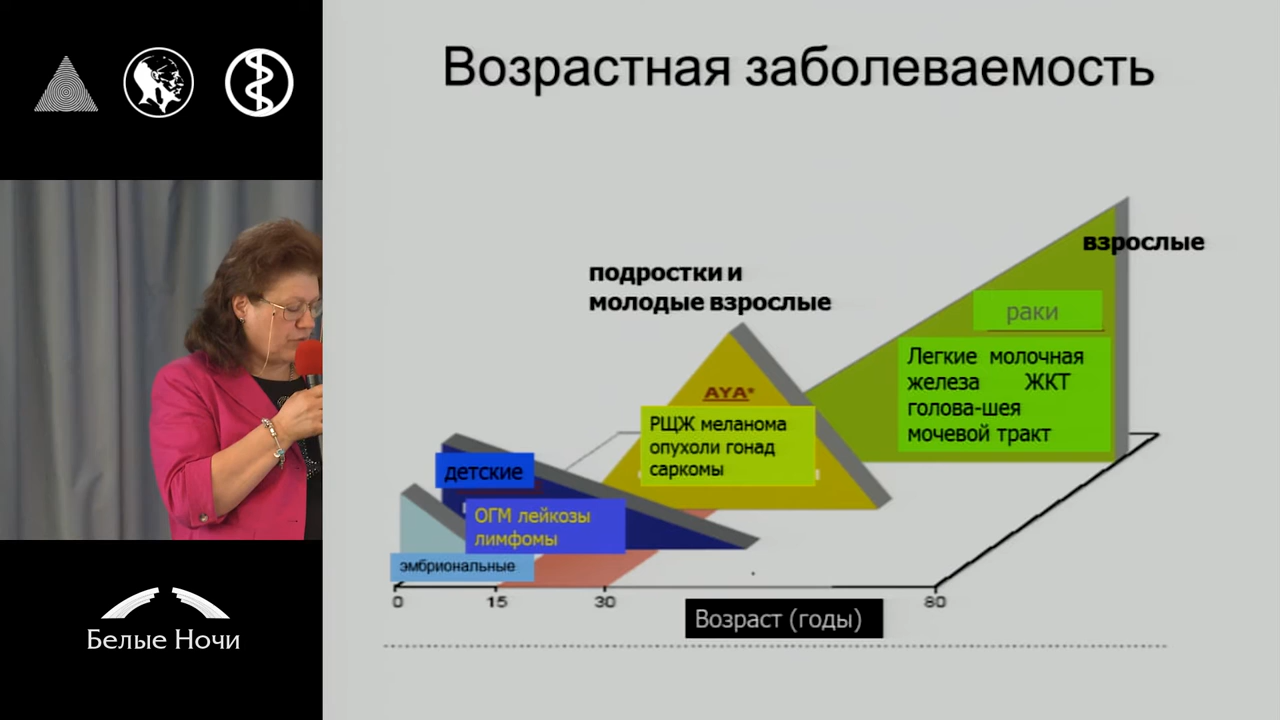 Возрастная заболеваемость
взрослые
подростки и
молодые взрослые
раки
Легкие молочная
железа ЖКТ
голова-шея
мочевой тракт
AYA*
РЩЖ меланома
опухоли гонад
саркомы
детские
ОГМ лейкозы
лимфомы
эмбриональные
0 15 30 80
Возраст (годы)
Белые Ночи